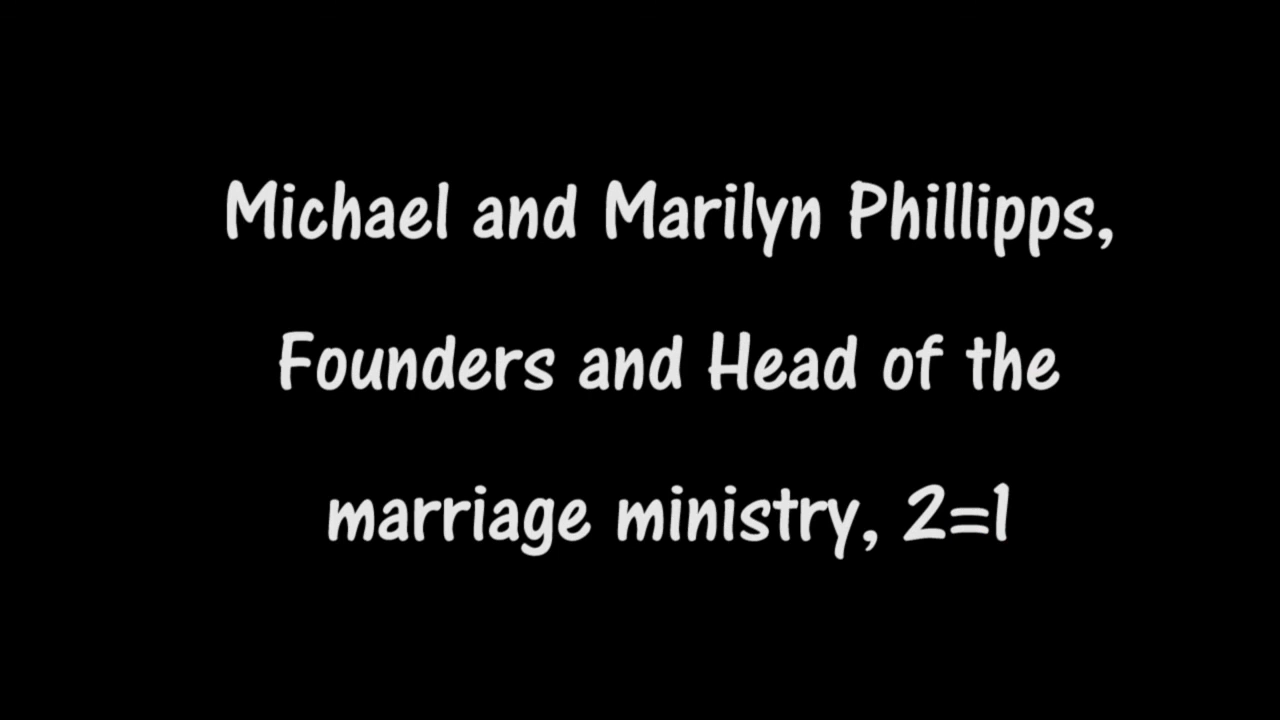 Michael and Marilyn Phillipps,
Founders and Head of the
marriage ministry, 2=1